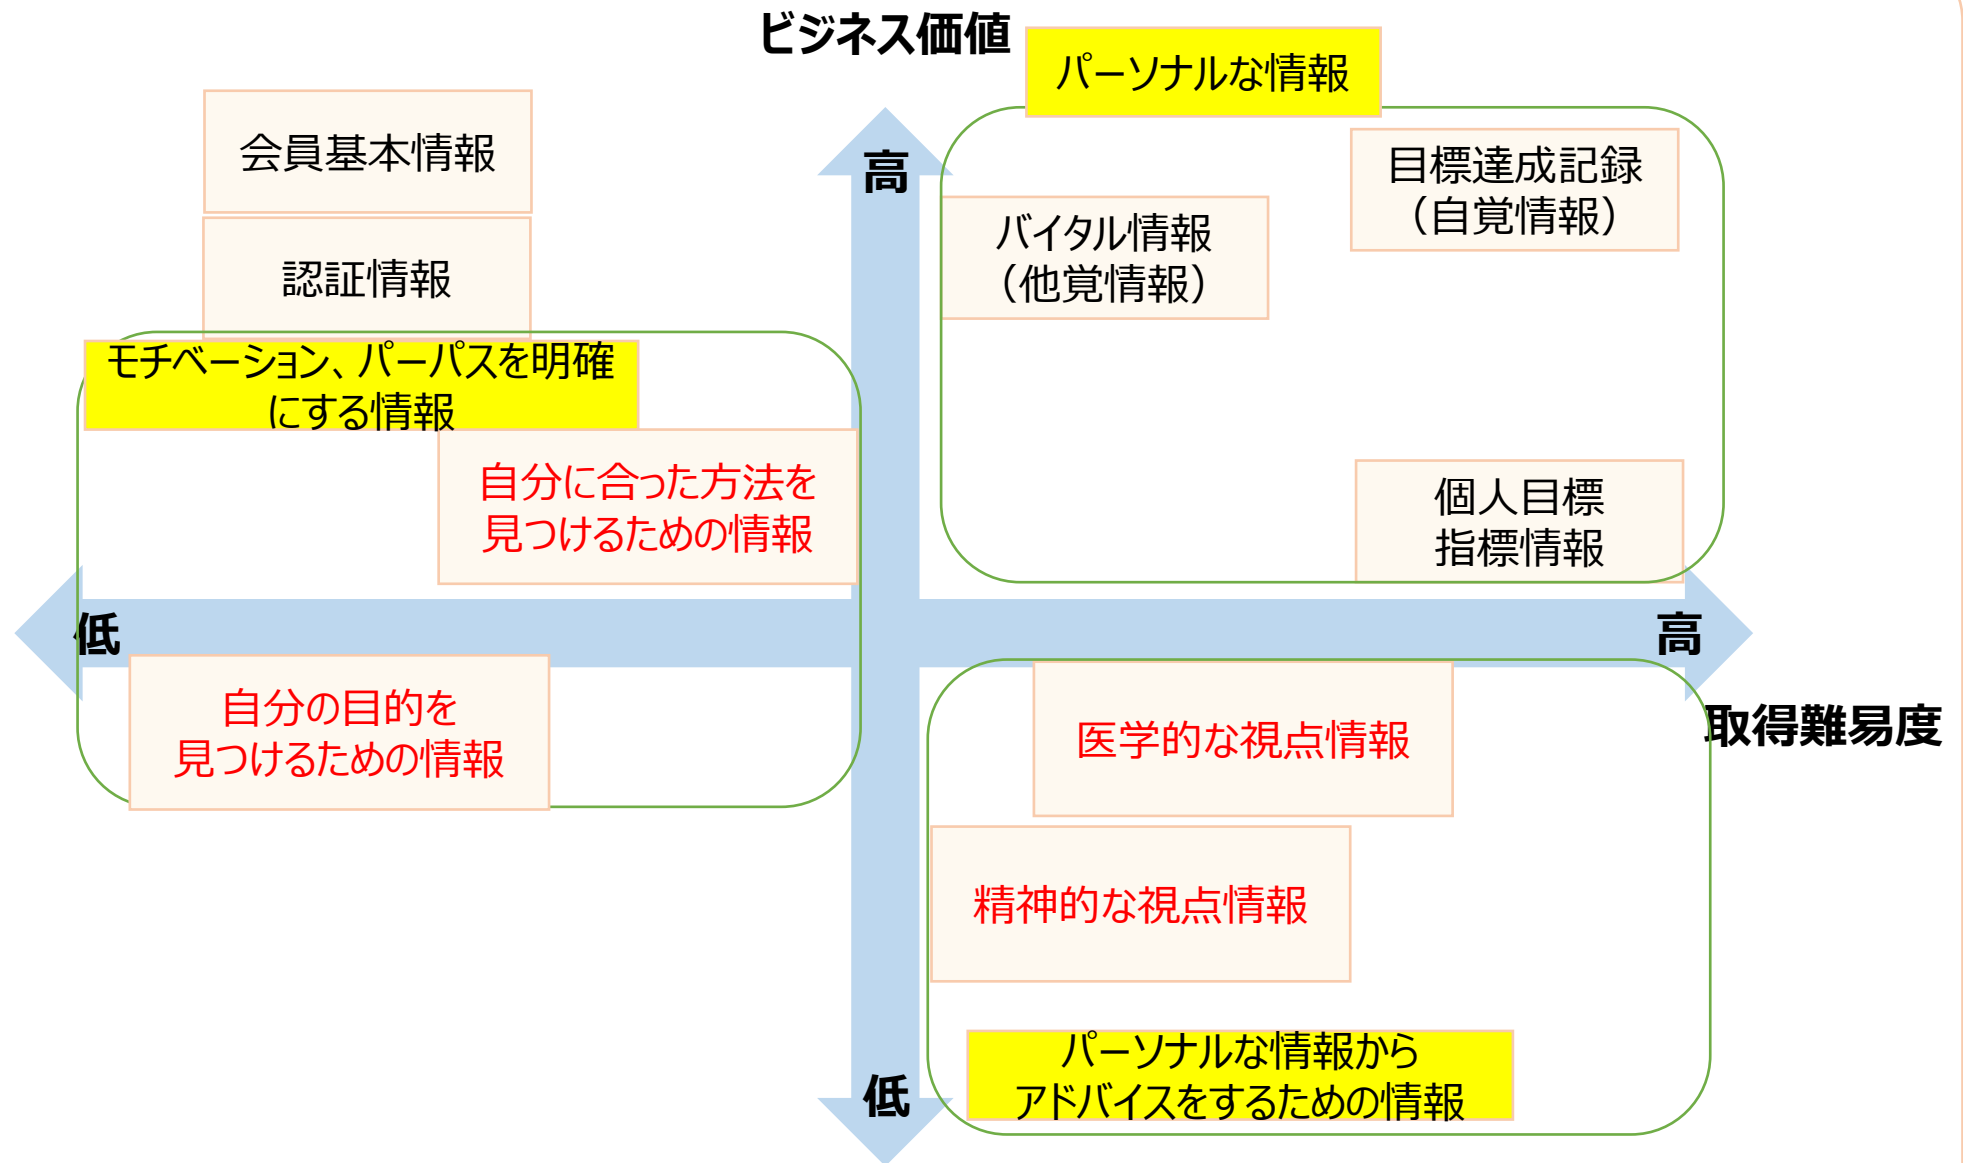 ビジネス価値
パーソナルな情報
会員基本情報
高
目標達成記録
（自覚情報）
バイタル情報
（他覚情報）
認証情報
モチベーション、パーパスを明確
にする情報
自分に合った方法を
見つけるための情報
個人目標
指標情報
低
高
自分の目的を
見つけるための情報
医学的な視点情報
取得難易度
精神的な視点情報
パーソナルな情報から
アドバイスをするための情報
低